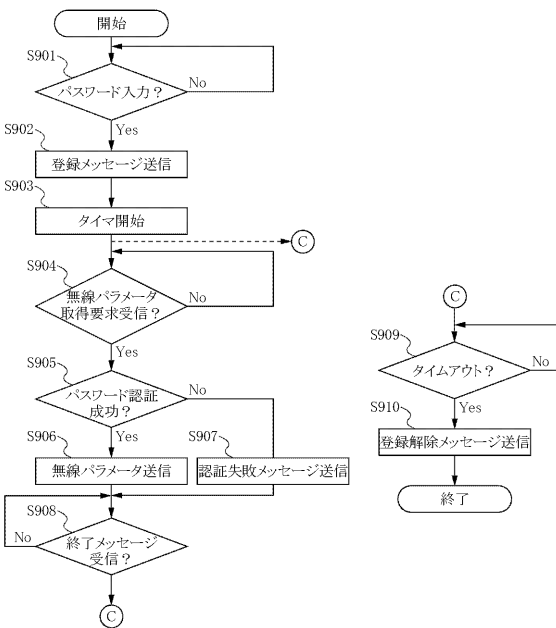 開始
S901
パスワード入力？
No
Yes
S902
登録メッセージ送信
S903
タイマ開始
C
S904
無線パラメータ
取得要求受信？
No
Yes
S905
パスワード認証
成功？
No
Yes
S906
無線パラメータ送信
S907
認証失敗メッセージ送信
S908
終了メッセージ
受信？
No
C
C
S909
タイムアウト？
No
Yes
S910
登録解除メッセージ送信
終了